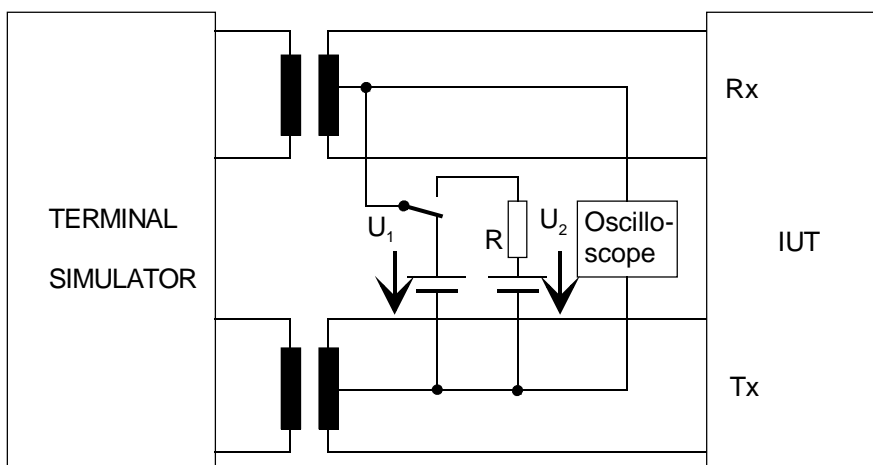 Rx
TERMINAL
SIMULATOR
U1
R
U2
Oscillo-
scope
IUT
Tx